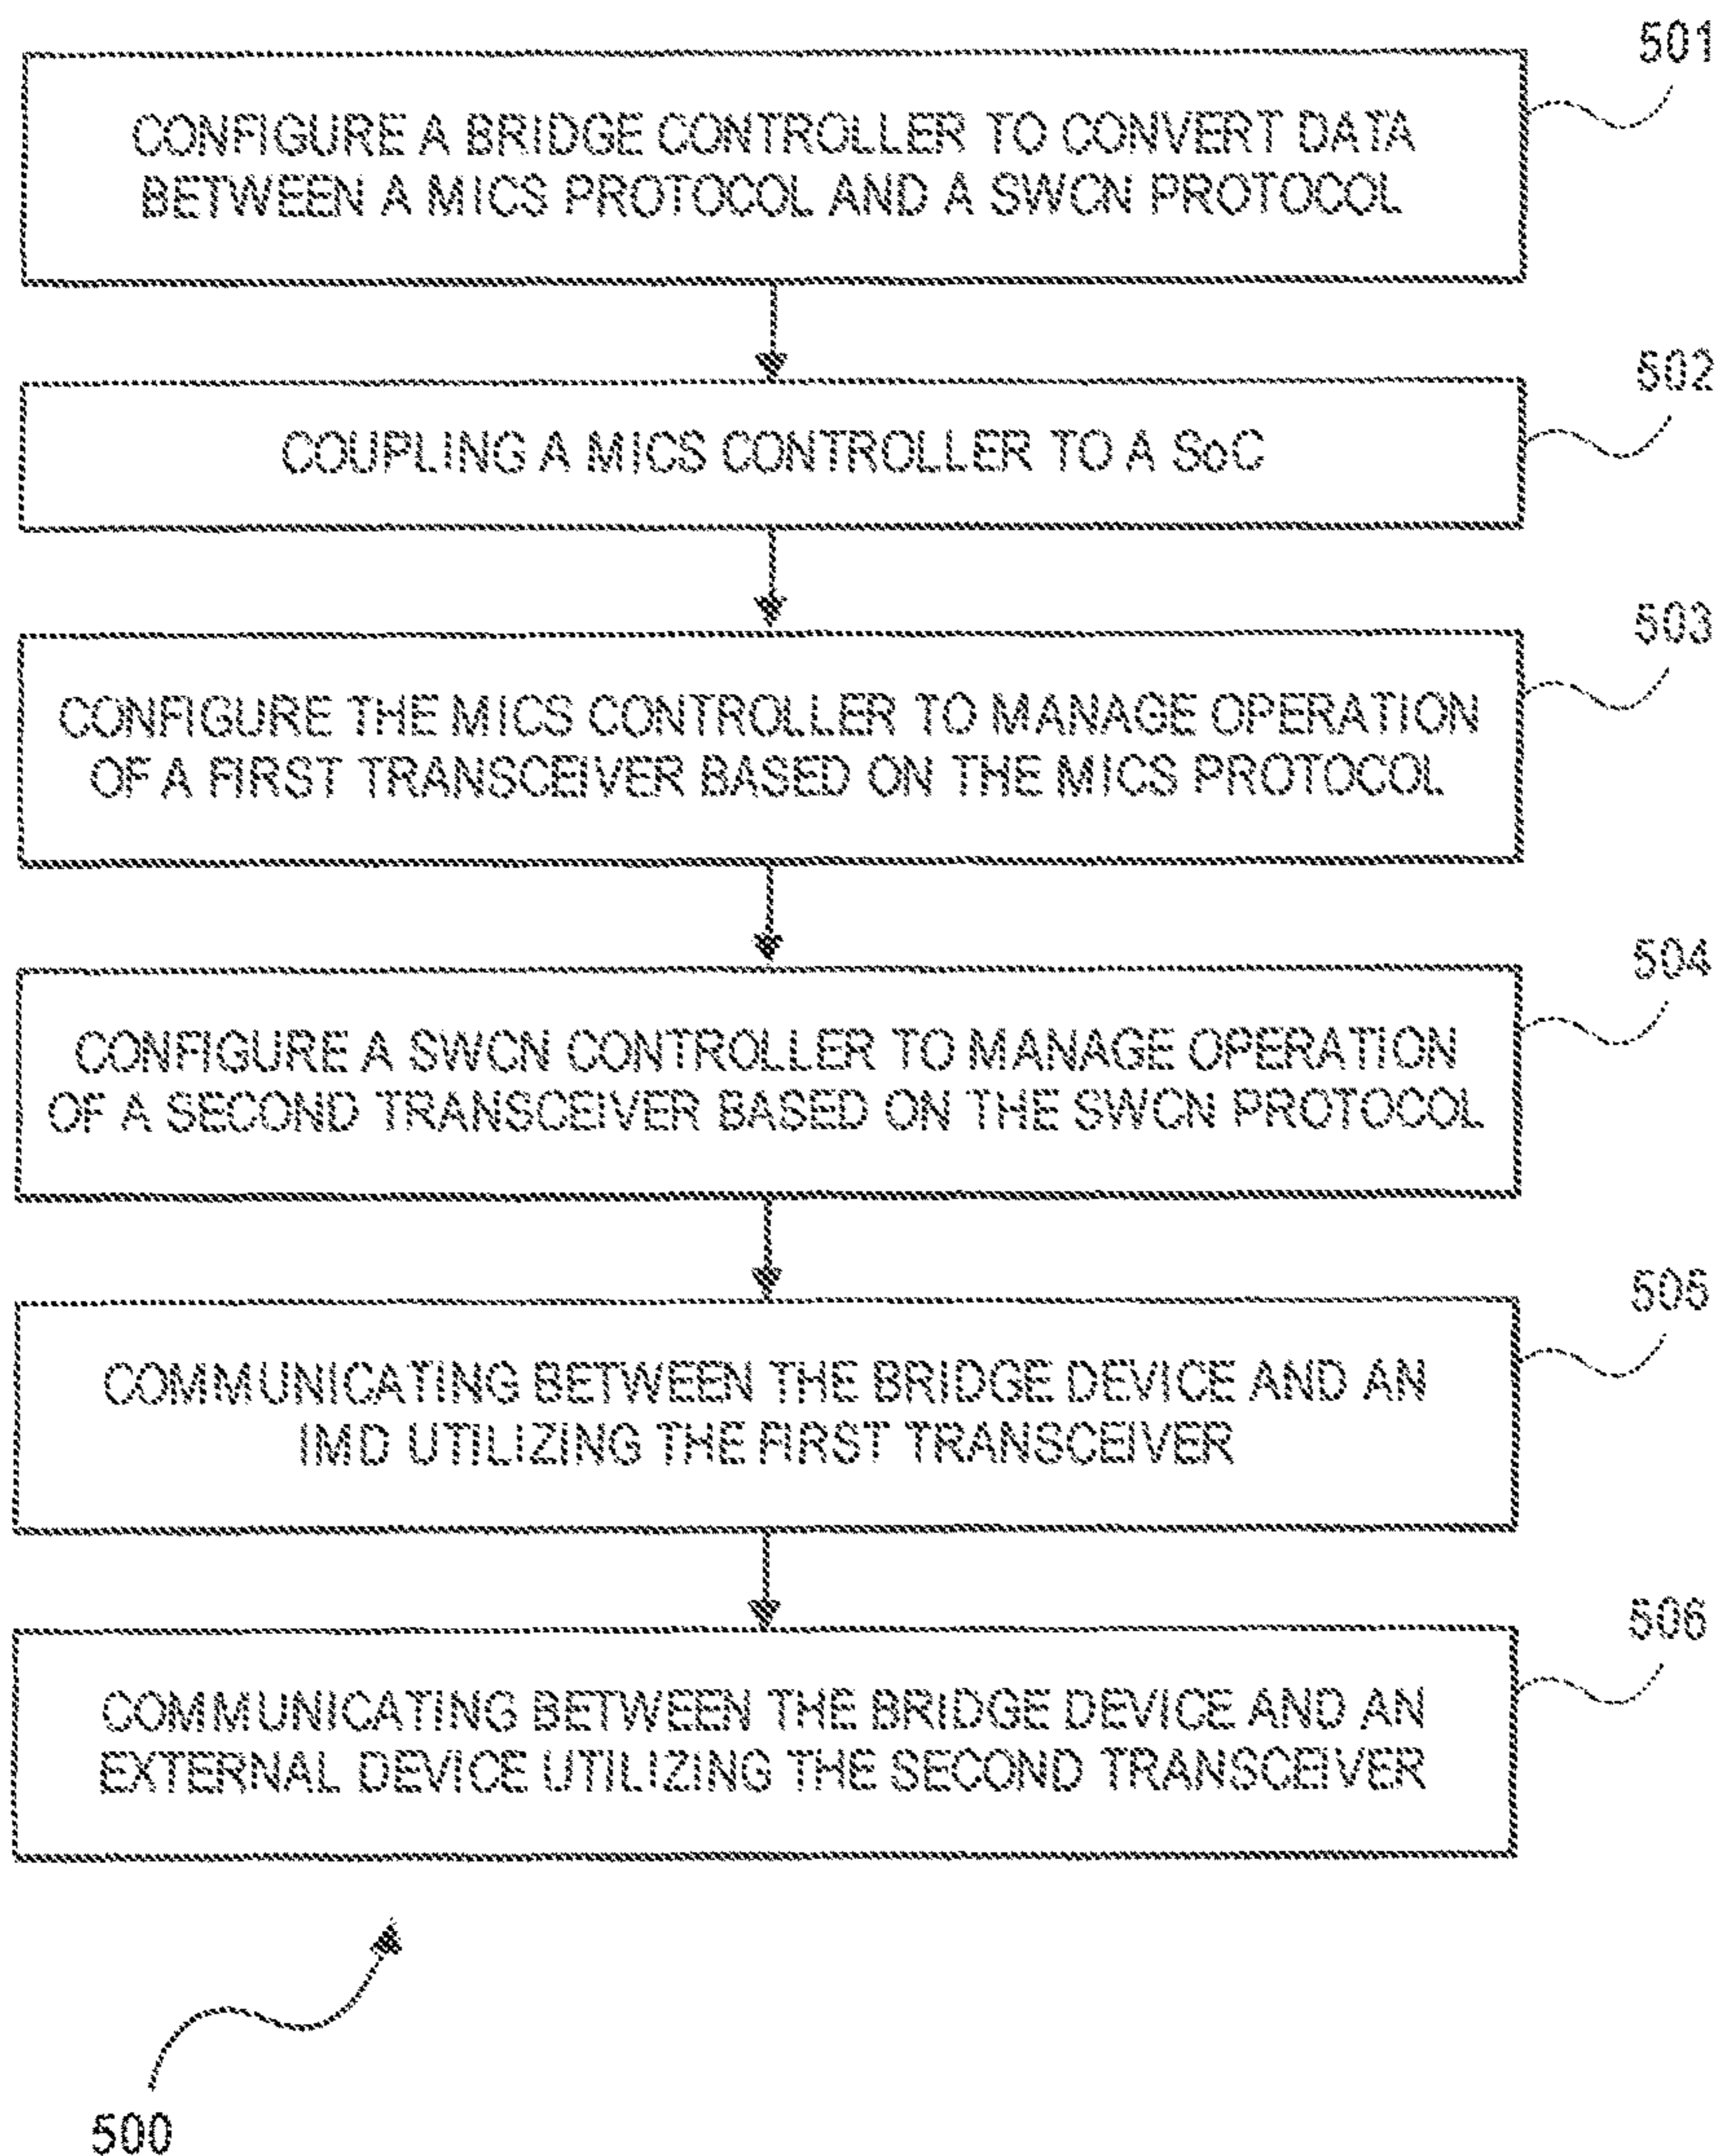 501
CONFIGURE A BRIDGE CONTROLLER TO CONVERT DATA
BETWEEN A MICS PROTOCOL AND A SWCN PROTOCOL
502
COUPLING A MICS CONTROLLER TO A SoC
503
CONFIGURE THE MICS CONTROLLER TO MANAGE OPERATION
OF A FIRST TRANSCEIVER BASED ON THE MICS PROTOCOL
504
CONFIGURE A SWCN CONTROLLER TO MANAGE OPERATION
OF A SECOND TRANSCEIVER BASED ON THE SWCN PROTOCOL
505
COMMUNICATING BETWEEN THE BRIDGE DEVICE AND AN
IMD UTILIZING THE FIRST TRANSCEIVER
506
COMMUNICATING BETWEEN THE BRIDGE DEVICE AND AN
EXTERNAL DEVICE UTILIZING THE SECOND TRANSCEIVER
500